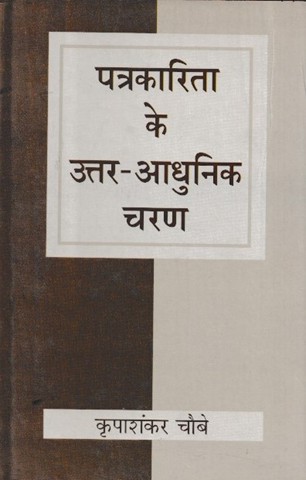 पत्रकारिता
के
उत्तर-आधुनिक
चरण
कृपाशंकर चौबे